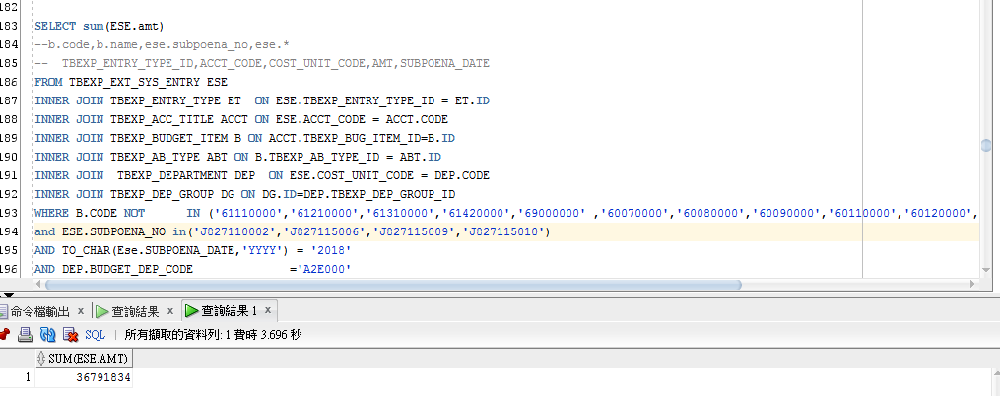 182
183 SELECT sum(ESE.amt)
184 --b.code,b.name,ese.subpoena_no,ese.*
185 -- TBEXP_ENTRY_TYPE_ID,ACCT_CODE,COST_UNIT_CODE,AMT,SUBPOENA_DATE
186 FROM TBEXP_EXT_SYS_ENTRY ESE
187 INNER JOIN TBEXP_ENTRY_TYPE ET ON ESE.TBEXP_ENTRY_TYPE_ID = ET.ID
188 INNER JOIN TBEXP_ACC_TITLE ACCT ON ESE.ACCT_CODE = ACCT.CODE
189 INNER JOIN TBEXP_BUDGET_ITEM B ON ACCT.TBEXP_BUG_ITEM_ID=B.ID
190 INNER JOIN TBEXP_AB_TYPE ABT ON B.TBEXP_AB_TYPE_ID = ABT.ID
191 INNER JOIN TBEXP_DEPARTMENT DEP ON ESE.COST_UNIT_CODE = DEP.CODE
192 INNER JOIN TBEXP_DEP_GROUP DG ON DG.ID=DEP.TBEXP_DEP_GROUP_ID
193 WHERE B.CODE NOT IN ('61110000','61210000','61310000','61420000','69000000' ,'60070000','60080000','60090000','60110000','60120000',
194 and ESE.SUBPOENA_NO in('J827110002','J827115006','J827115009','J827115010')
195 AND TO_CHAR(Ese.SUBPOENA_DATE,'YYYY') = '2018'
196 AND DEP.BUDGET_DEP_CODE ='A2E000'
命令檔輸出 × 查詢結果 × 查詢結果 1 ×
SQL | 所有擷取的資料列: 1 費時 3.696 秒
SUM(ESE.AMT)
1 36791834